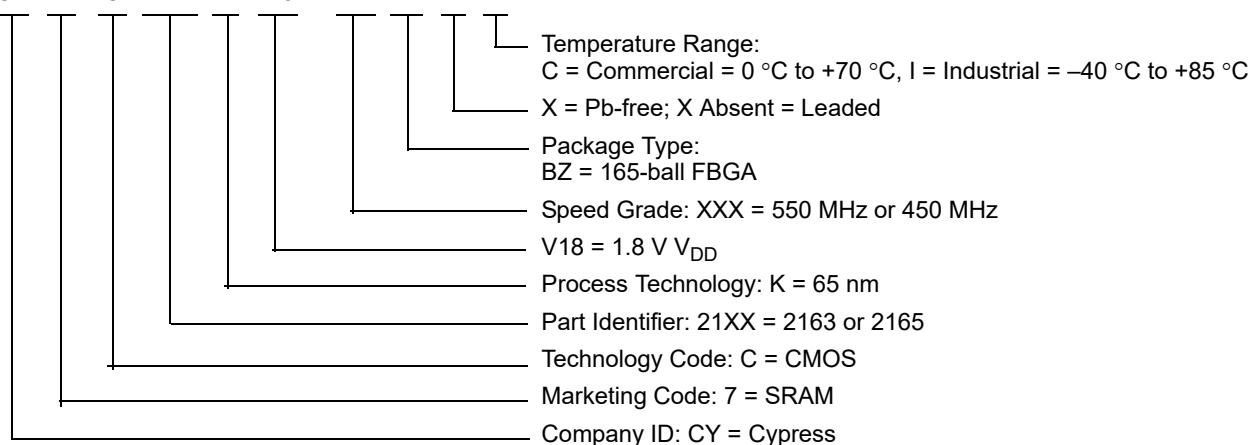 Temperature Range:
C = Commercial = 0 °C to +70 °C, I = Industrial = –40 °C to +85 °C
X = Pb-free; X Absent = Leaded
Package Type:
BZ = 165-ball FBGA
Speed Grade: XXX = 550 MHz or 450 MHz
V18 = 1.8 V VDD
Process Technology: K = 65 nm
Part Identifier: 21XX = 2163 or 2165
Technology Code: C = CMOS
Marketing Code: 7 = SRAM
Company ID: CY = Cypress